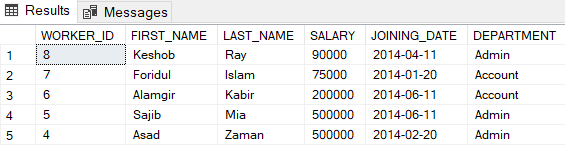 Results Messages
WORKER_ID FIRST_NAME LAST_NAME SALARY JOINING_DATE DEPARTMENT
1 8 Keshob Ray 90000 2014-04-11 Admin
2 7 Foridul Islam 75000 2014-01-20 Account
3 6 Alamgir Kabir 200000 2014-06-11 Account
4 5 Sajib Mia 500000 2014-06-11 Admin
5 4 Asad Zaman 500000 2014-02-20 Admin